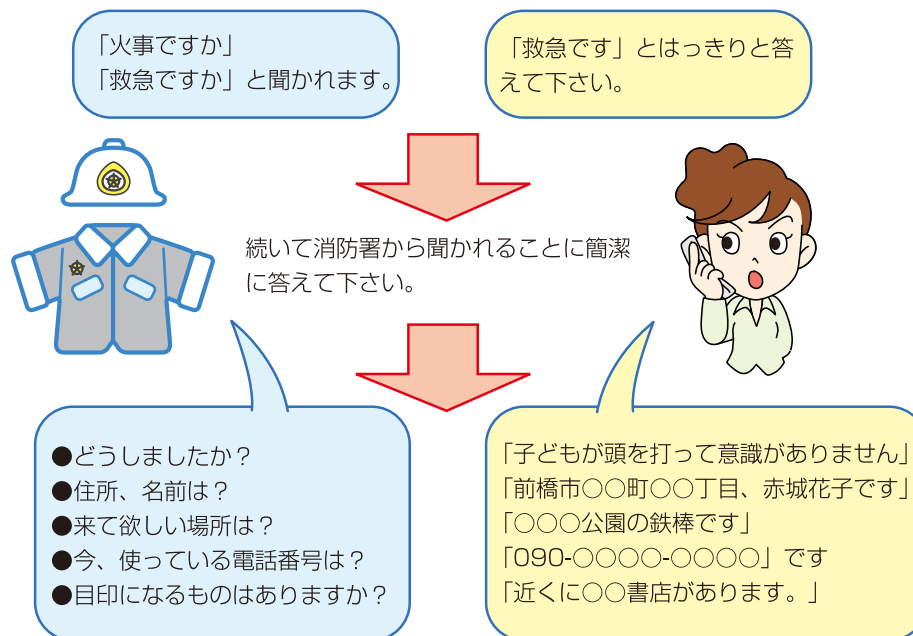 「火事ですか」
「救急ですか」と聞かれます。
「救急です」とはっきりと答
えて下さい。
続いて消防署から聞かれることに簡潔
に答えて下さい。
●どうしましたか？
●住所、名前は？
●来て欲しい場所は？
●今、使っている電話番号は？
●目印になるものはありますか？
「子どもが頭を打って意識がありません」
「前橋市○○町○○丁目、赤城花子です」
「○○○公園の鉄棒です」
「090-○○○○-○○○○」です
「近くに○○書店があります。」